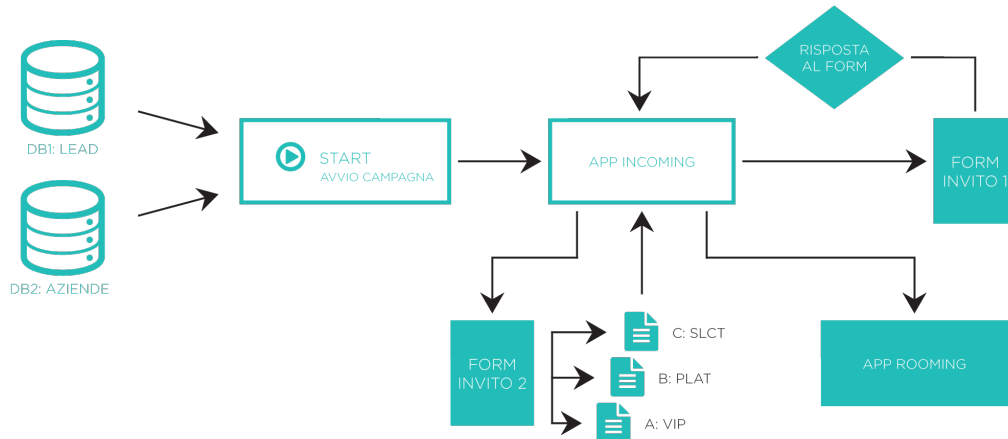 RISPOSTA
AL FORM
DB1: LEAD
START
AVVIO CAMPAGNA
APP INCOMING
FORM
INVITO 1
DB2: AZIENDE
FORM
INVITO 2
C: SLCT
B: PLAT
A: VIP
APP ROOMING